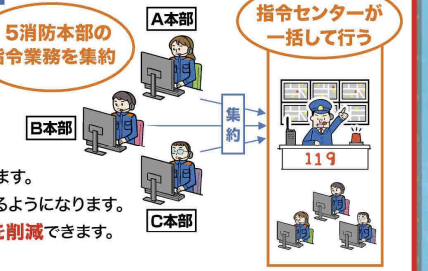 5消防本部の
指令業務を集約
A本部
B本部
C本部
集約
指令センターが
一括して行う
119
ます。
るようになります。
を削減できます。